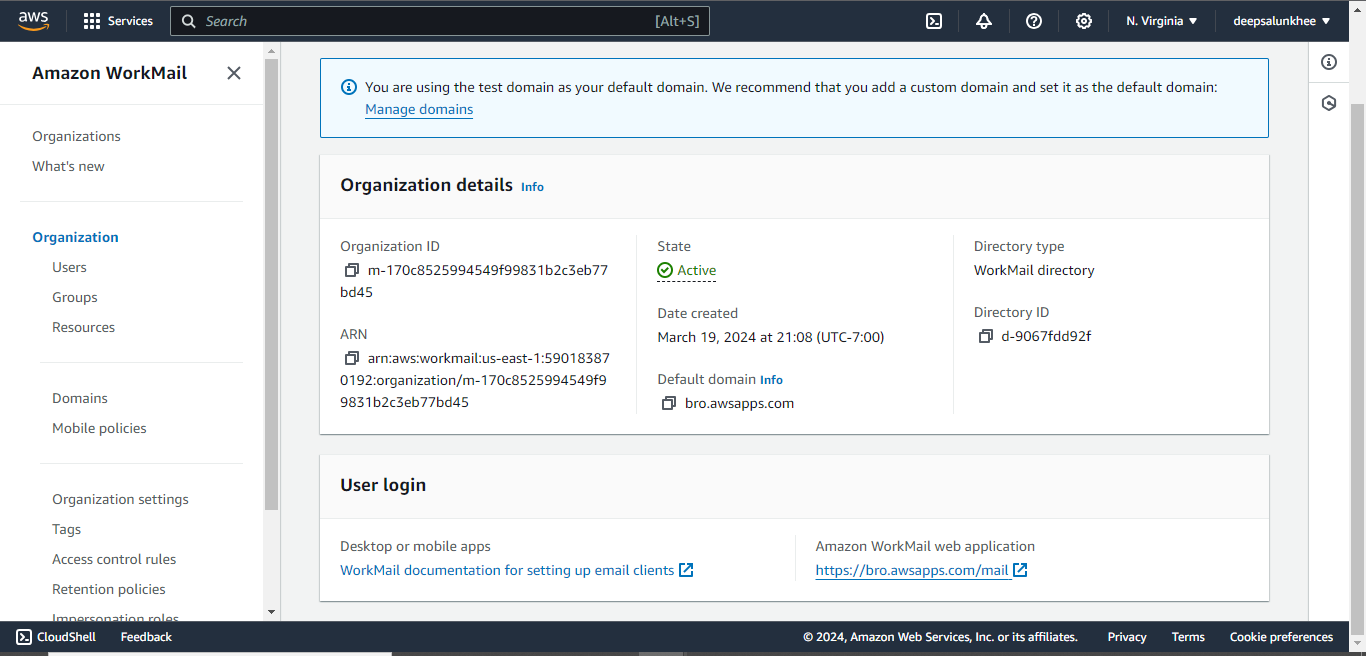 aws
Services
Search
[Alt+S]
N. Virginia
deepsalunkhee
Amazon WorkMail
Organizations
What's new
Organization
Users
Groups
Resources
Domains
Mobile policies
Organization settings
Tags
Access control rules
Retention policies
Impersonation roles
You are using the test domain as your default domain. We recommend that you add a custom domain and set it as the default domain:
Manage domains
Organization details Info
Organization ID
m-170c8525994549f99831b2c3eb77
bd45
ARN
arn:aws:workmail:us-east-1:59018387
0192:organization/m-170c8525994549f9
9831b2c3eb77bd45
State
Active
Date created
March 19, 2024 at 21:08 (UTC-7:00)
Default domain Info
bro.awsapps.com
Directory type
WorkMail directory
Directory ID
d-9067fdd92f
User login
Desktop or mobile apps
WorkMail documentation for setting up email clients
Amazon WorkMail web application
https://bro.awsapps.com/mail
CloudShell
Feedback
© 2024, Amazon Web Services, Inc. or its affiliates.
Privacy
Terms
Cookie preferences